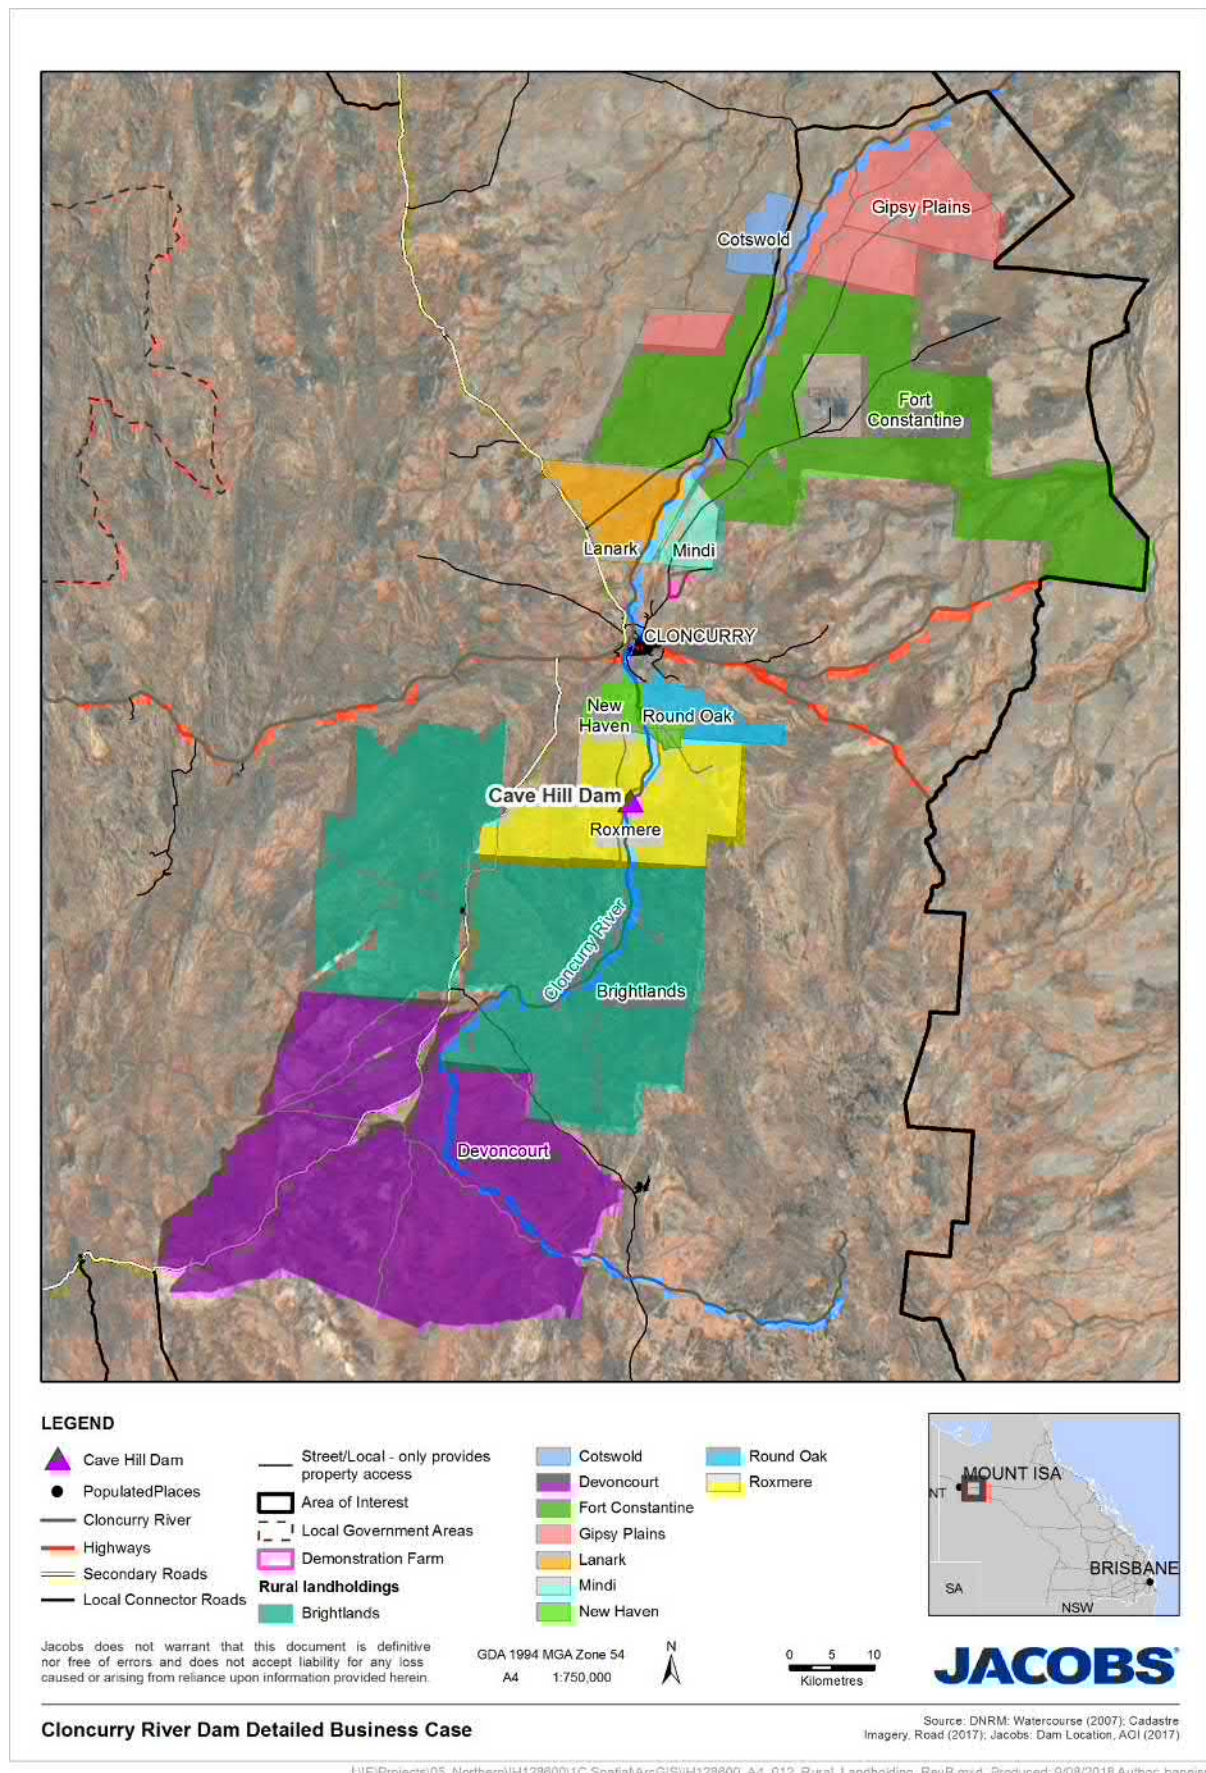 Gipsy Plains
Cotswold
Fort
Constantine
Lanark
Mindi
CLONCURRY
New
Haven
Round Oak
Cave Hill Dam
Roxmere
Cloncurry River
Brightlands
Devoncourt
LEGEND
Cave Hill Dam
PopulatedPlaces
Cloncurry River
Highways
Secondary Roads
Local Connector Roads
Street/Local - only provides
property access
Area of Interest
Local Government Areas
Demonstration Farm
Rural landholdings
Brightlands
Cotswold
Devoncourt
Fort Constantine
Gipsy Plains
Lanark
Mindi
New Haven
Round Oak
Roxmere
MOUNT ISA
NT
BRISBANE
SA
NSW
Jacobs does not warrant that this document is definitive
nor free of errors and does not accept liability for any loss
caused or arising from reliance upon information provided herein.
GDA 1994 MGA Zone 54
A4 1:750,000
N
0 5 10
Kilometres
JACOBS
Cloncurry River Dam Detailed Business Case
Source: DNRM: Watercourse (2007); Cadastre
Imagery, Road (2017); Jacobs: Dam Location, AOI (2017)